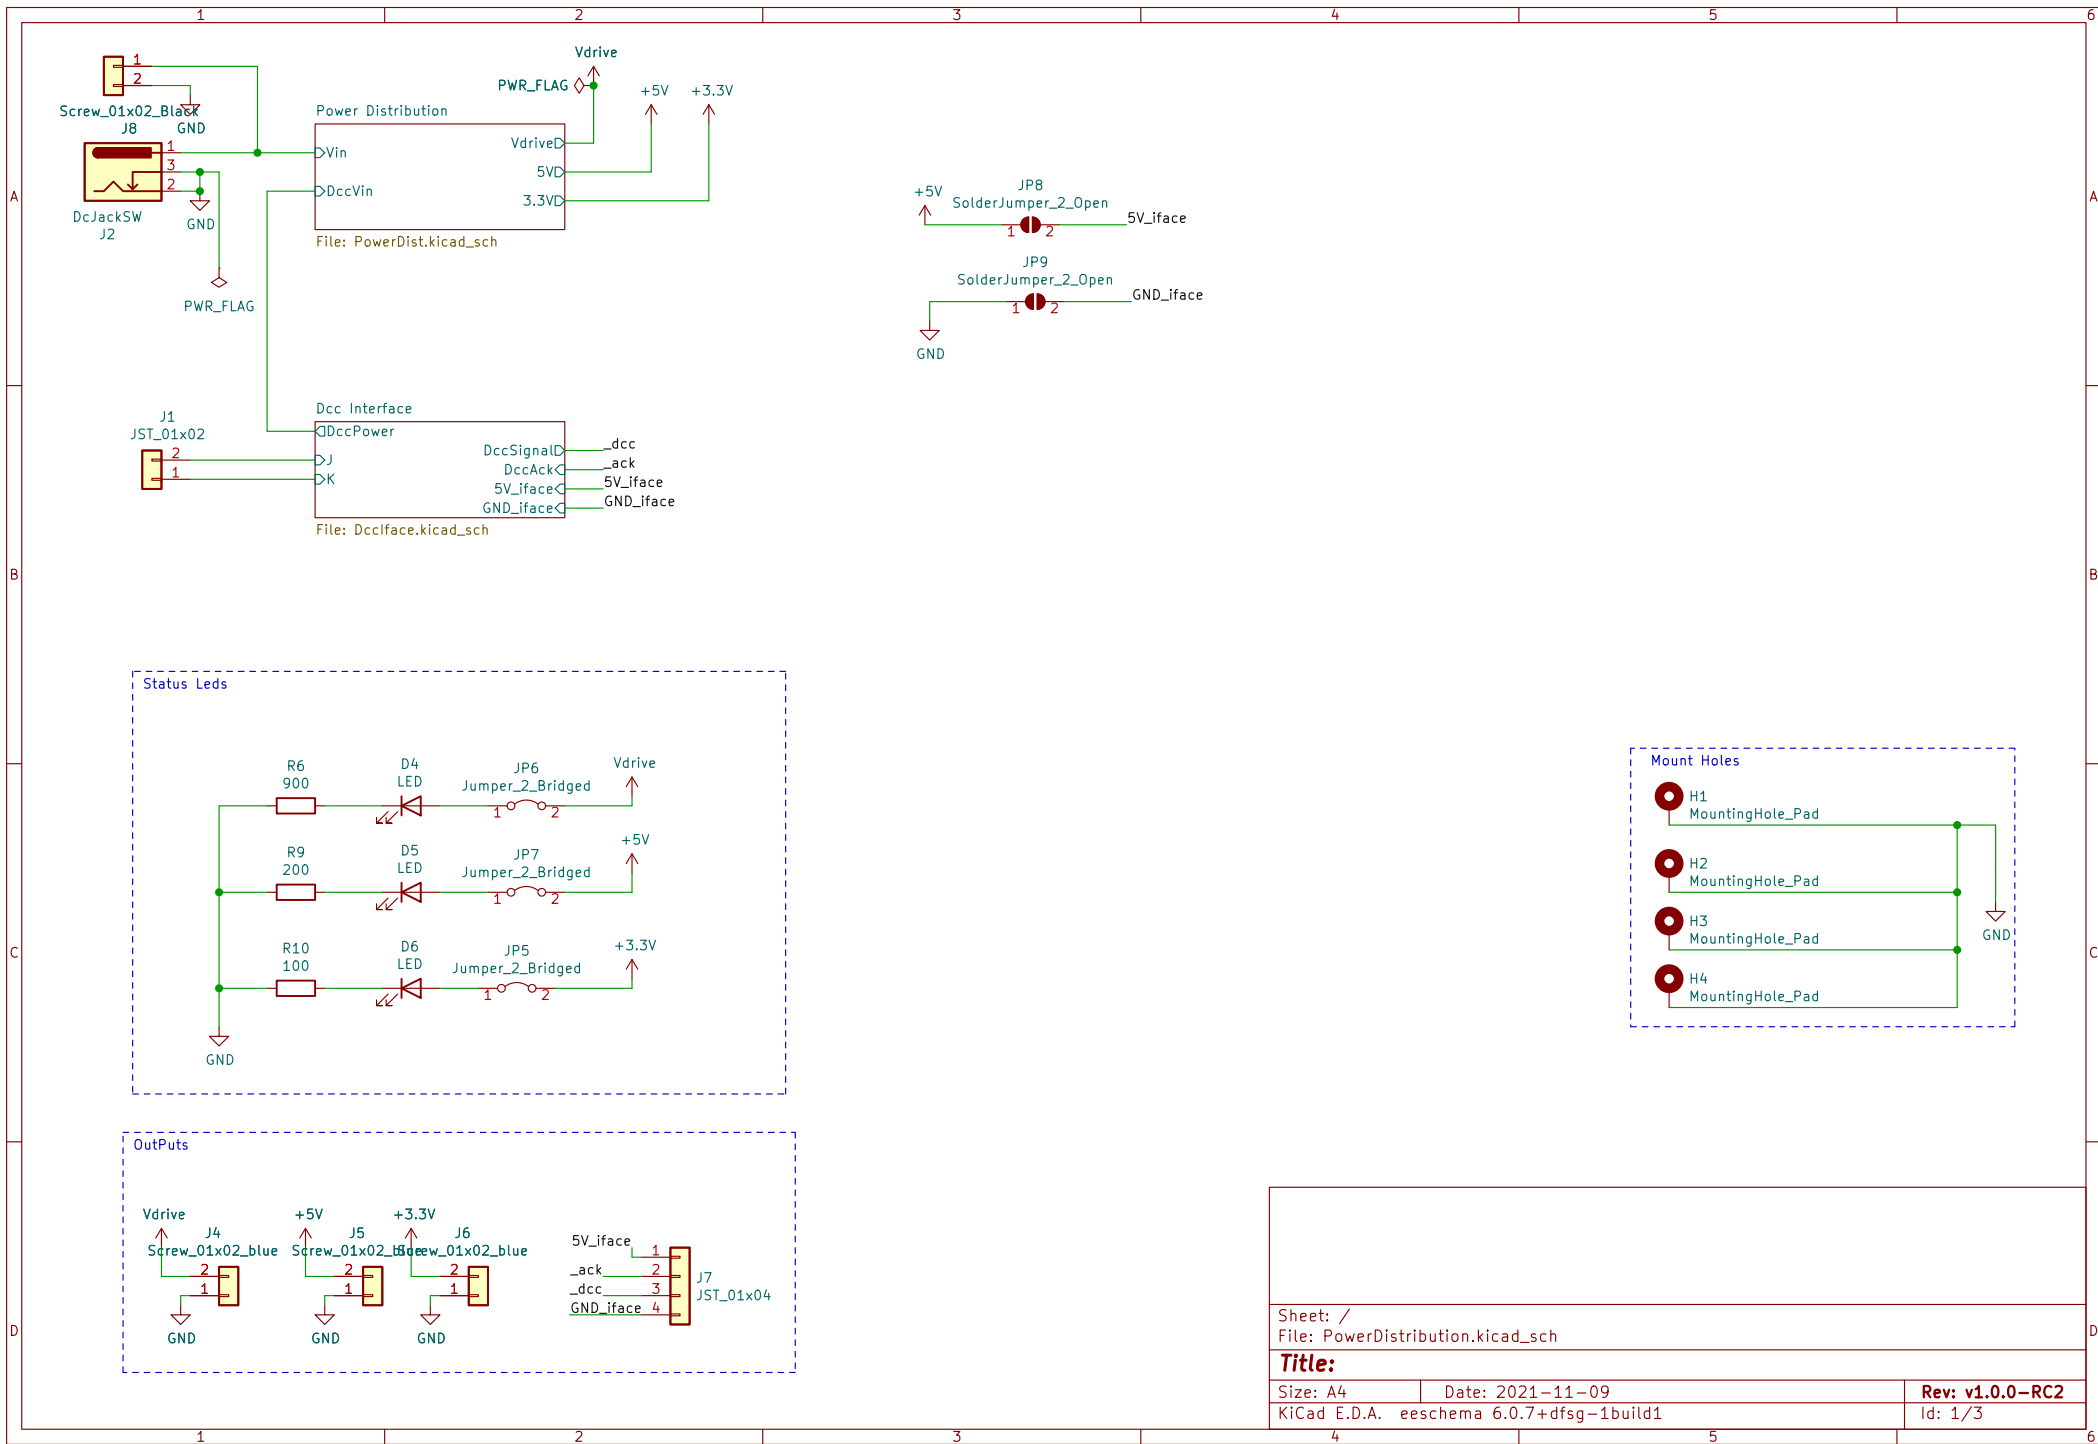 1 2 3 4 5 6
A
B
C
D
A
B
C
D
1 2 3 4 5 6
1
2
Screw_01x02_Black
J8
GND
1
3
2
DcJackSW
J2
GND
PWR_FLAG
Power Distribution
Vin
DccVin
Vdrive
5V
3.3V
File: PowerDist.kicad_sch
Vdrive
PWR_FLAG
+5V
+3.3V
+5V
JP8
SolderJumper_2_Open
1 2
5V_iface
JP9
SolderJumper_2_Open
1 2
GND_iface
GND
J1
JST_01x02
2
1
Dcc Interface
DccPower
J
K
DccSignal
DccAck
5V_iface
GND_iface
File: DccIface.kicad_sch
_dcc
_ack
5V_iface
GND_iface
Status Leds
R6
900
D4
LED
JP6
Jumper_2_Bridged
1 2
Vdrive
R9
200
D5
LED
JP7
Jumper_2_Bridged
1 2
+5V
R10
100
D6
LED
JP5
Jumper_2_Bridged
1 2
+3.3V
GND
Mount Holes
H1
MountingHole_Pad
H2
MountingHole_Pad
H3
MountingHole_Pad
H4
MountingHole_Pad
GND
OutPuts
Vdrive
J4
Screw_01x02_blue
2
1
GND
+5V
J5
Screw_01x02_blue
2
1
GND
+3.3V
J6
Screw_01x02_blue
2
1
GND
5V_iface
_ack
_dcc
GND_iface
1
2
3
4
J7
JST_01x04
Sheet: /
File: PowerDistribution.kicad_sch
Title:
Size: A4 Date: 2021-11-09 Rev: v1.0.0-RC2
KiCad E.D.A. eeschema 6.0.7+dfsg-1build1 Id: 1/3